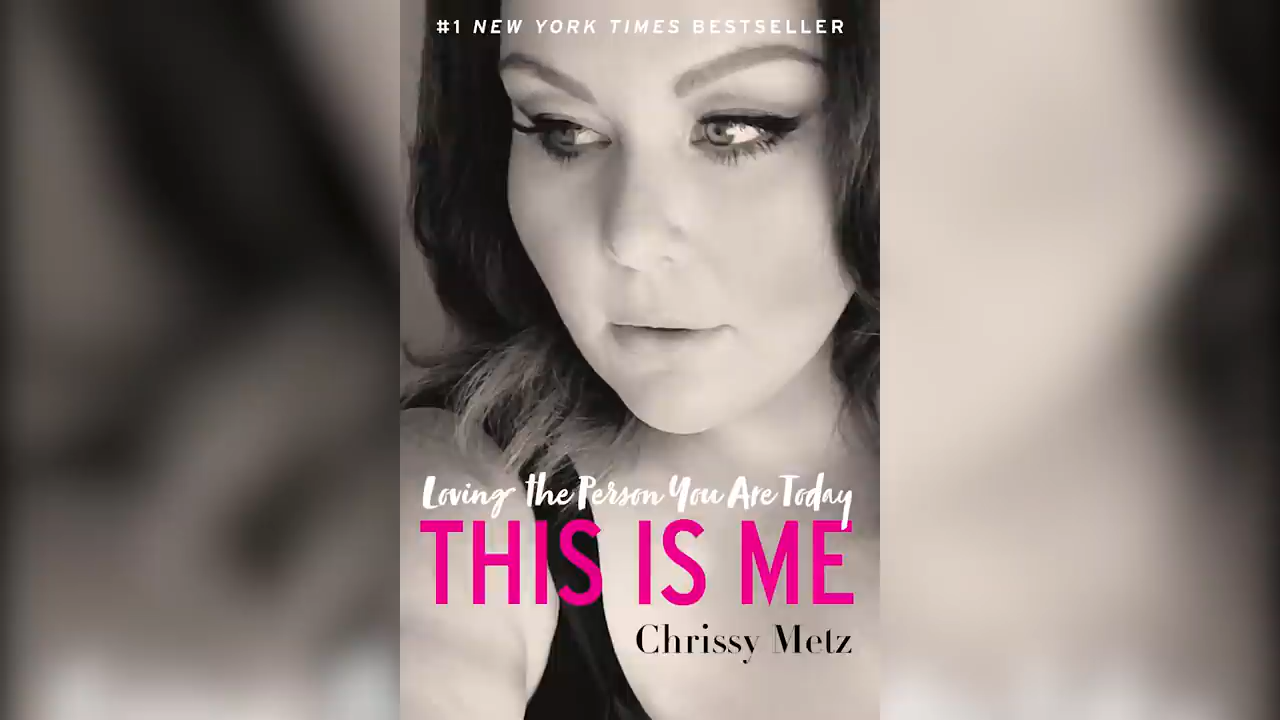 #1 NEW YORK TIMES BESTSELLER
Loving the Person You Are Today
THIS IS ME
Chrissy Metz